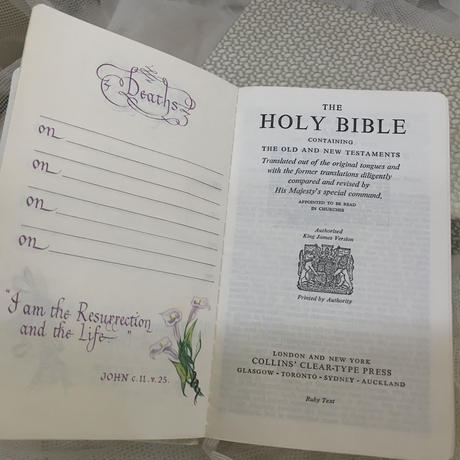 Deaths
on
on
on
on
"I am the Resurrection
and the Life "
JOHN c.11.v.25.
THE
HOLY BIBLE
CONTAINING
THE OLD AND NEW TESTAMENTS
Translated out of the original tongues and
with the former translations diligently
compared and revised by
His Majesty's special command,
APPOINTED TO BE READ
IN CHURCHES
Authorised
King James Version
Printed by Authority
LONDON AND NEW YORK
COLLINS' CLEAR-TYPE PRESS
GLASGOW - TORONTO - SYDNEY - AUCKLAND
Ruby Text